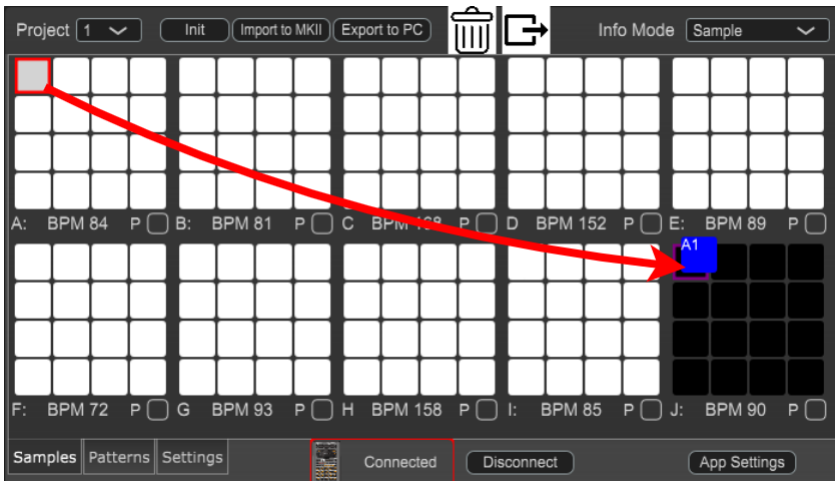 Project 1 Init Import to MKII Export to PC Info Mode Sample
A: BPM 84 P B: BPM 81 P C BPM 168 P D BPM 152 P E: BPM 89 P
A1
F: BPM 72 P G BPM 93 P H BPM 158 P I: BPM 85 P J: BPM 90 P
Samples Patterns Settings Connected Disconnect App Settings